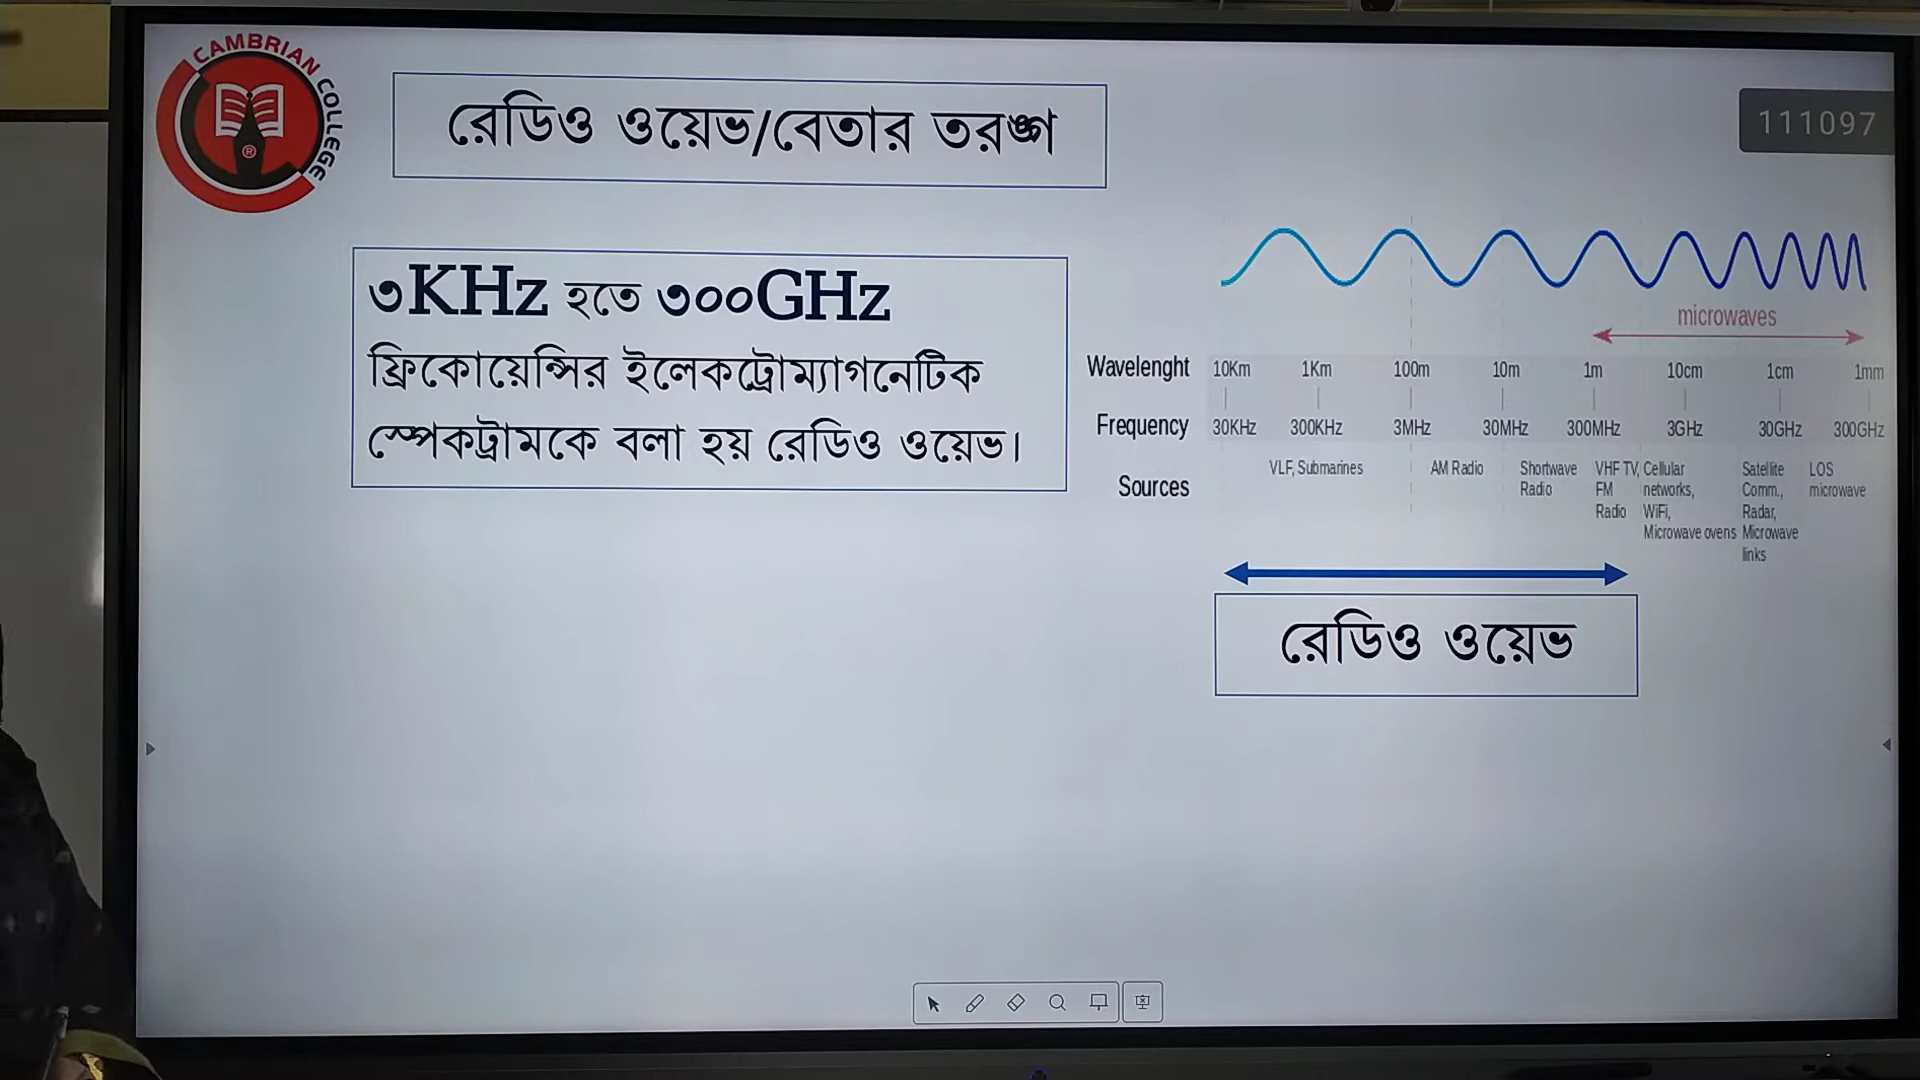 CAMBRIAN COLLEGE
®
রেডিও ওয়েভ/বেতার তরঙ্গ
111097
৩KHz হতে ৩০০GHz
ফ্রিকোয়েন্সির ইলেকট্রোম্যাগনেটিক
স্পেকট্রামকে বলা হয় রেডিও ওয়েভ।
microwaves
Wavelenght 10Km 1Km 100m 10m 1m 10cm 1cm 1mm
Frequency 30KHz 300KHz 3MHz 30MHz 300MHz 3GHz 30GHz 300GHz
Sources
VLF, Submarines
AM Radio
Shortwave
Radio
VHF TV,
FM
Radio
Cellular
networks,
WiFi,
Microwave ovens
Satellite
Comm.,
Radar,
Microwave
links
LOS
microwave
রেডিও ওয়েভ